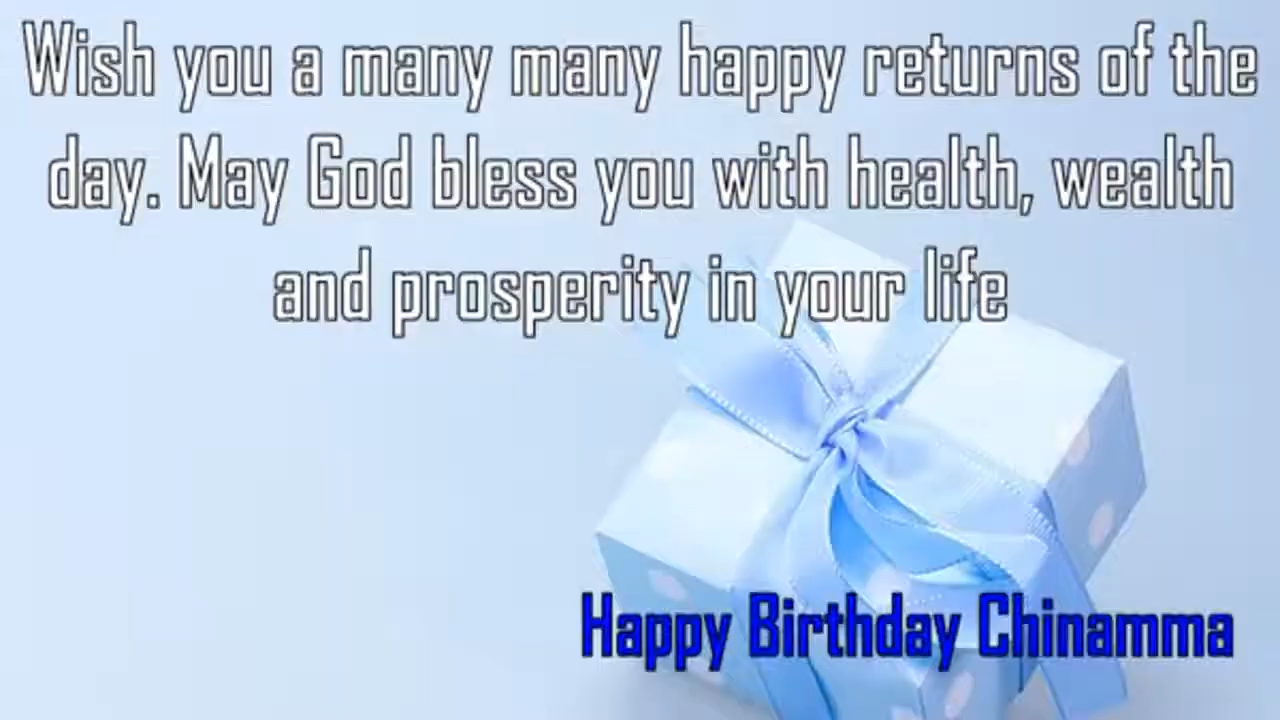 Wish you a many many happy returns of the
day. May God bless you with health, wealth
and prosperity in your life
Happy Birthday Chinamma